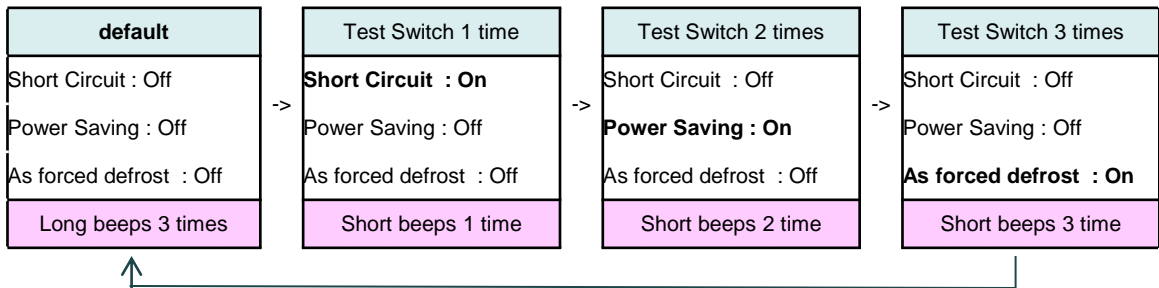 default
Short Circuit : Off
Power Saving : Off
As forced defrost : Off
Long beeps 3 times
->
Test Switch 1 time
Short Circuit : On
Power Saving : Off
As forced defrost : Off
Short beeps 1 time
->
Test Switch 2 times
Short Circuit : Off
Power Saving : On
As forced defrost : Off
Short beeps 2 time
->
Test Switch 3 times
Short Circuit : Off
Power Saving : Off
As forced defrost : On
Short beeps 3 time